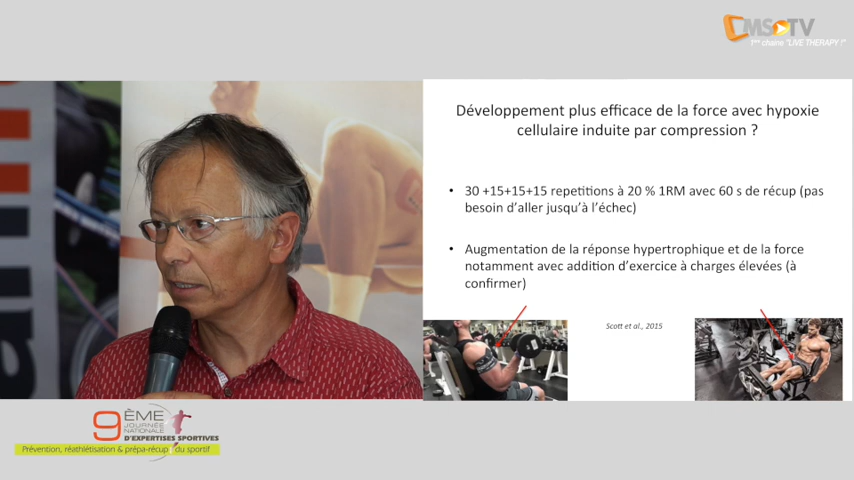 MSTV
1ère chaine "LIVE THERAPY !"
Développement plus efficace de la force avec hypoxie
cellulaire induite par compression ?
• 30 +15+15+15 repetitions à 20 % 1RM avec 60 s de récup (pas
besoin d'aller jusqu'à l'échec)
• Augmentation de la réponse hypertrophique et de la force
notamment avec addition d'exercice à charges élevées (à
confirmer)
Scott et al., 2015
9ÈME
JOURNÉE
NATIONALE
D'EXPERTISES SPORTIVES
Prévention, réathlétisation & prépa-récup du sportif